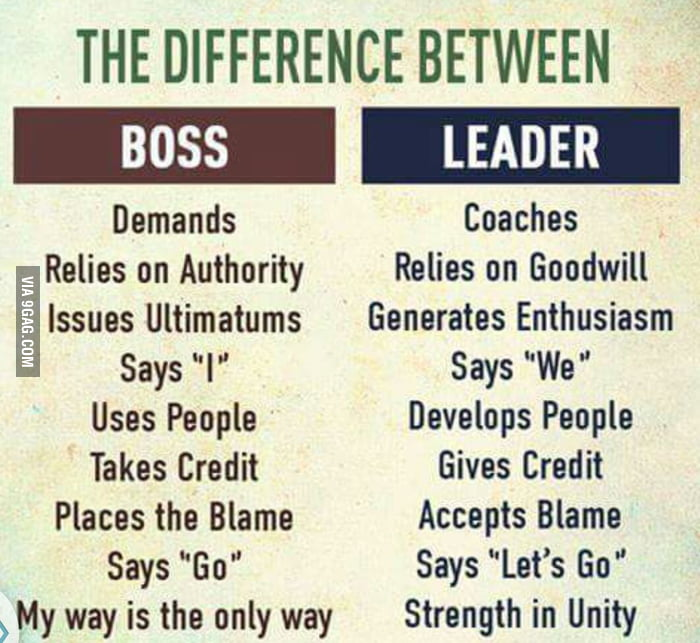 THE DIFFERENCE BETWEEN
BOSS
LEADER
Demands
Coaches
Relies on Authority
Relies on Goodwill
Issues Ultimatums
Generates Enthusiasm
Says "I"
Says "We"
Uses People
Develops People
Takes Credit
Gives Credit
Places the Blame
Accepts Blame
Says "Go"
Says "Let's Go"
My way is the only way
Strength in Unity
VIA 9GAG.COM